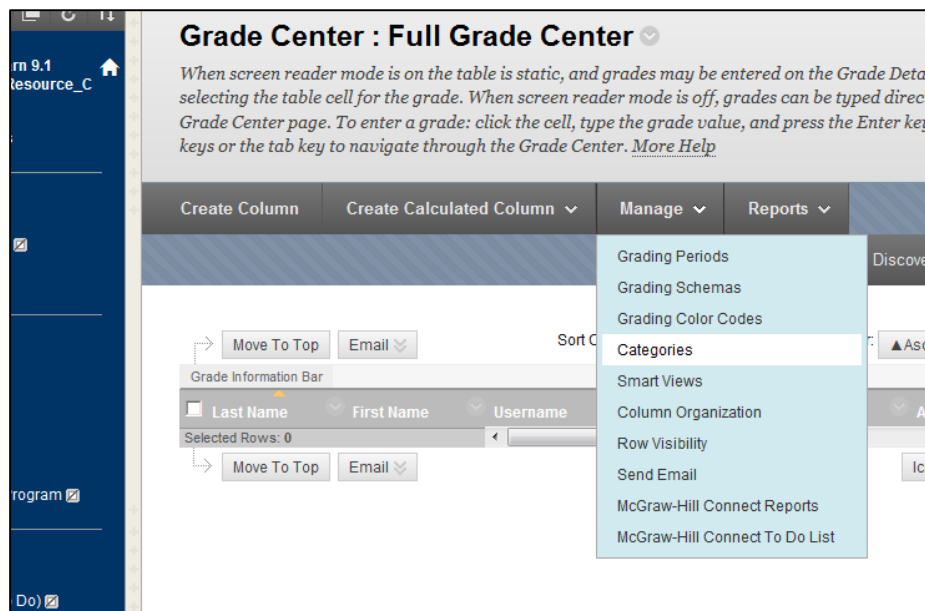 Grade Center : Full Grade Center
rn 9.1
Resource_C
When screen reader mode is on the table is static, and grades may be entered on the Grade Deta
selecting the table cell for the grade. When screen reader mode is off, grades can be typed direc
Grade Center page. To enter a grade: click the cell, type the grade value, and press the Enter key
keys or the tab key to navigate through the Grade Center. More Help
Create Column Create Calculated Column Manage Reports
Grading Periods
Discove
Grading Schemas
Grading Color Codes
Move To Top Email Sort C Categories r: ▲Asc
Grade Information Bar
Smart Views
Last Name First Name Username Column Organization A
Selected Rows: 0
Row Visibility
Move To Top Email Send Email Ic
rogram
McGraw-Hill Connect Reports
McGraw-Hill Connect To Do List
Do)